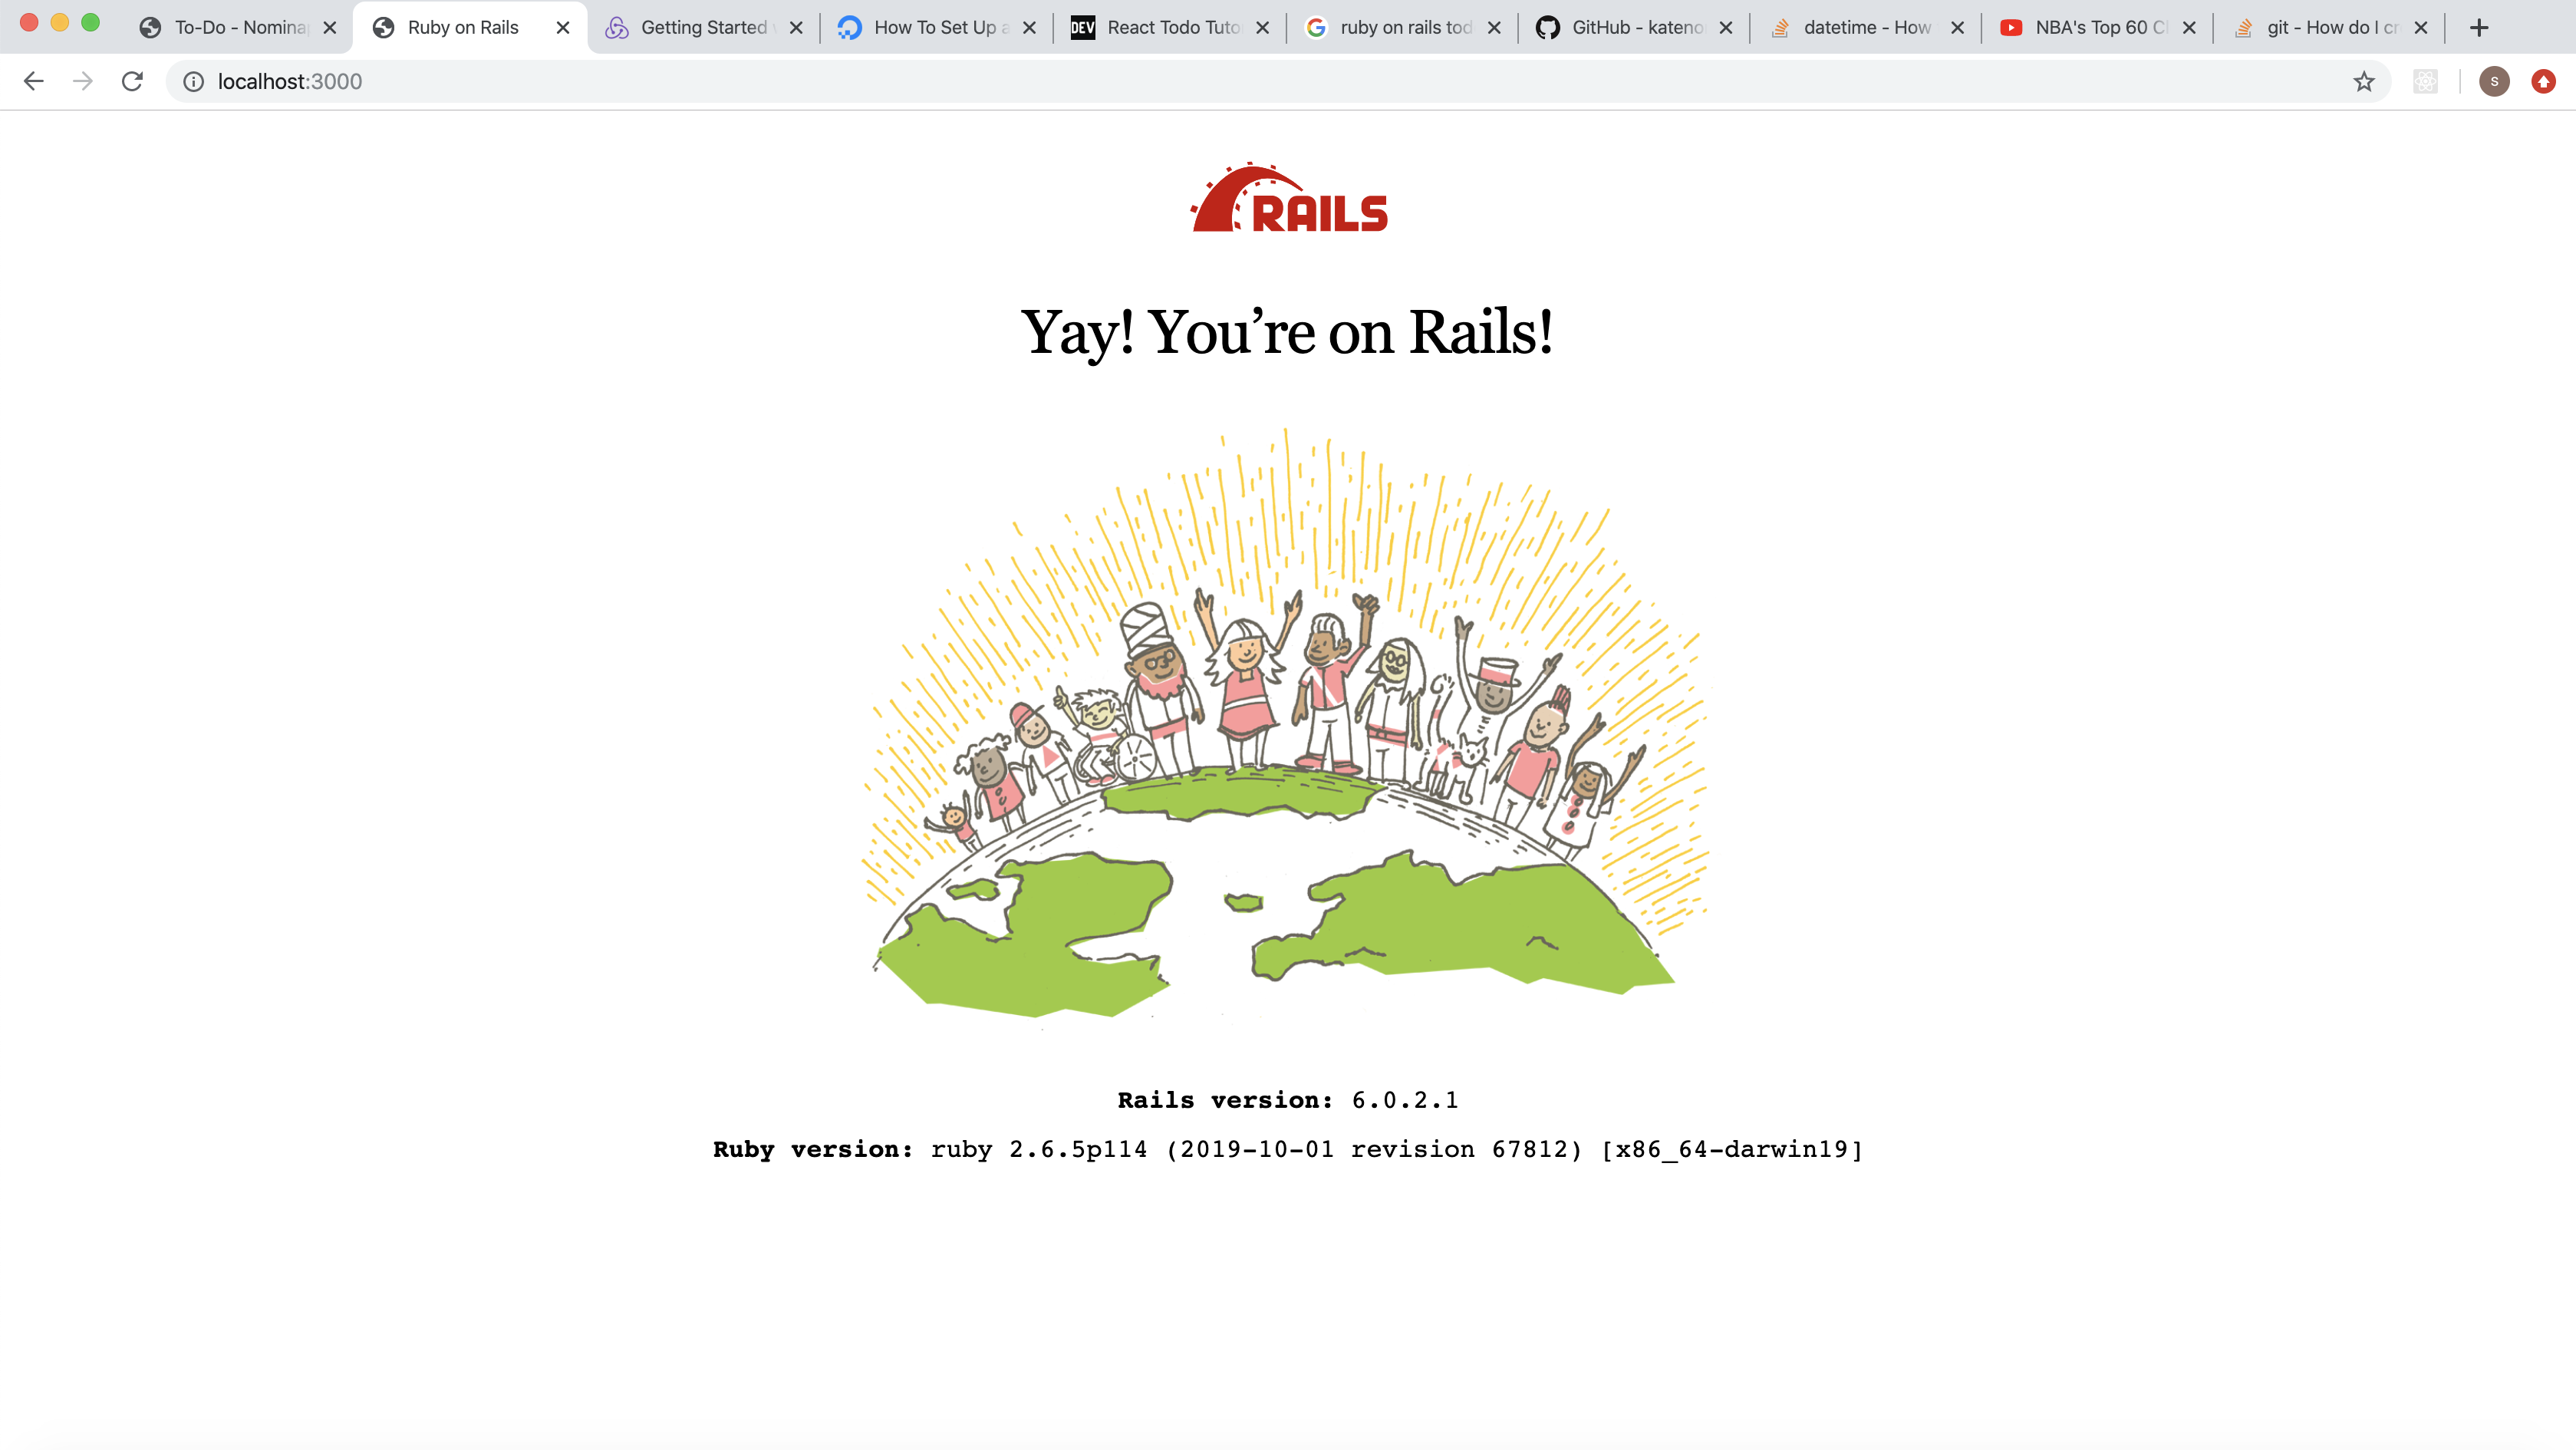 To-Do - Nomina
Ruby on Rails
Getting Started
How To Set Up a
DEV
React Todo Tuto
ruby on rails tod
GitHub - kateno
datetime - How
NBA's Top 60 C
git - How do I cr
localhost:3000
S
RAILS
Yay! You’re on Rails!
Rails version: 6.0.2.1
Ruby version: ruby 2.6.5p114 (2019-10-01 revision 67812) [x86_64-darwin19]